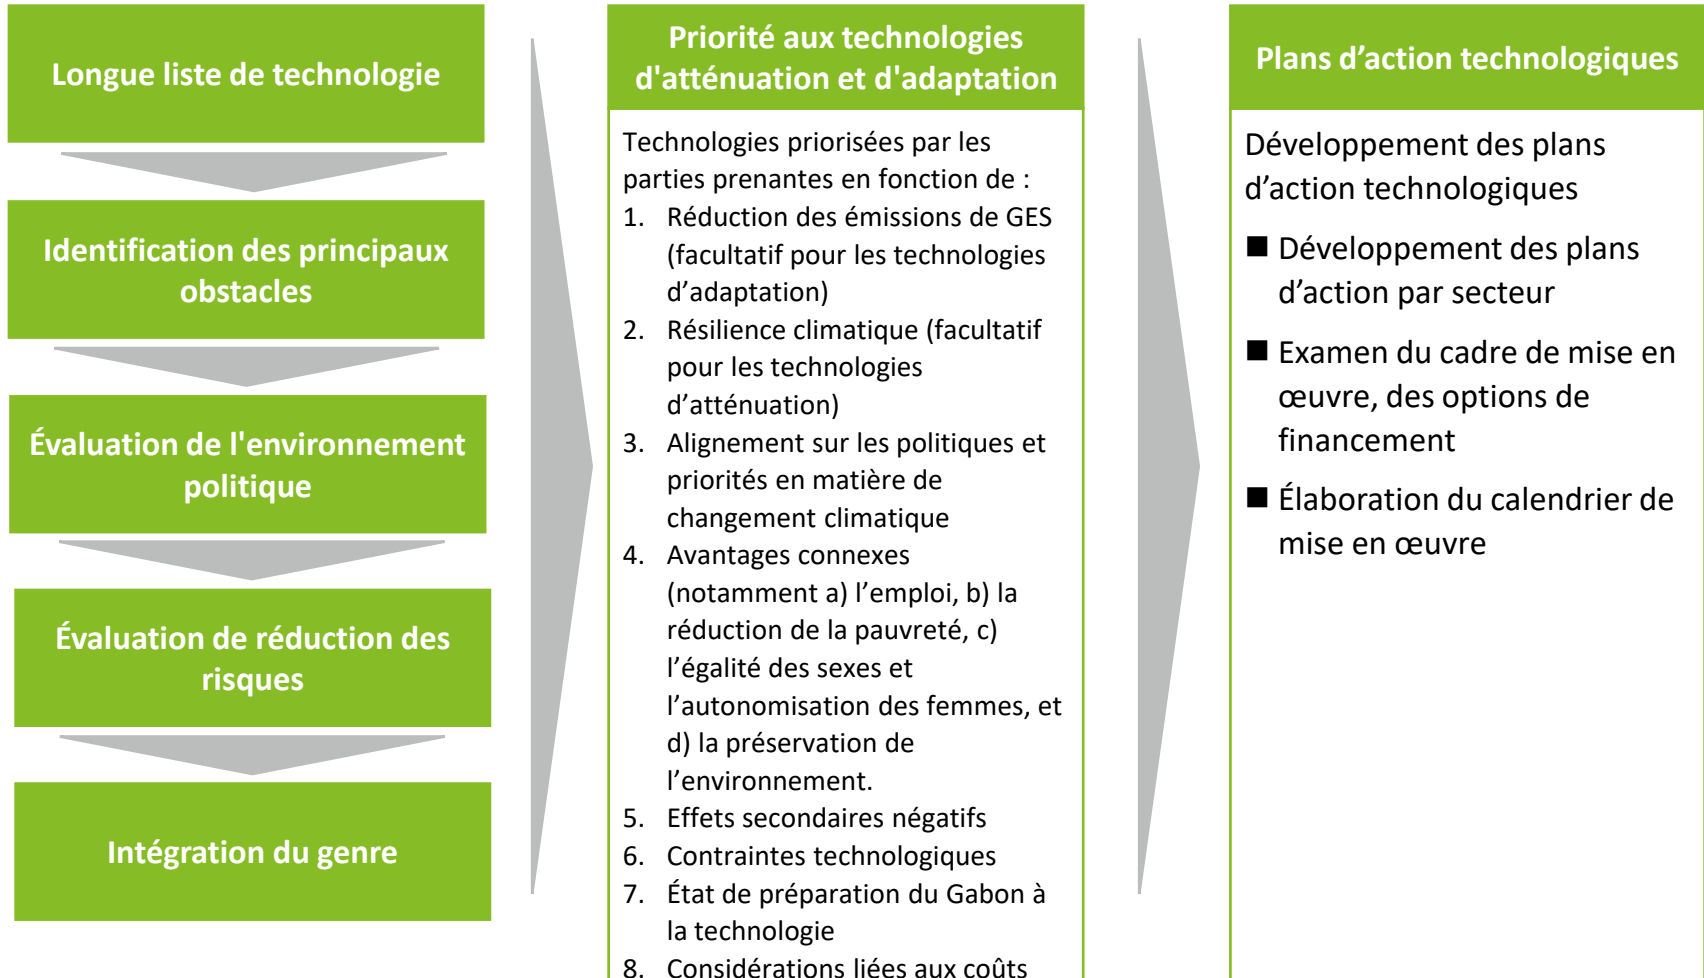 Longue liste de technologie
Identification des principaux
obstacles
Évaluation de l'environnement
politique
Évaluation de réduction des
risques
Intégration du genre
Priorité aux technologies
d'atténuation et d'adaptation
Technologies priorisées par les
parties prenantes en fonction de :
1. Réduction des émissions de GES
(facultatif pour les technologies
d’adaptation)
2. Résilience climatique (facultatif
pour les technologies
d’atténuation)
3. Alignement sur les politiques et
priorités en matière de
changement climatique
4. Avantages connexes
(notamment a) l’emploi, b) la
réduction de la pauvreté, c)
l’égalité des sexes et
l’autonomisation des femmes, et
d) la préservation de
l’environnement.
5. Effets secondaires négatifs
6. Contraintes technologiques
7. État de préparation du Gabon à
la technologie
8. Considérations liées aux coûts
Plans d’action technologiques
Développement des plans
d’action technologiques
■ Développement des plans
d’action par secteur
■ Examen du cadre de mise en
œuvre, des options de
financement
■ Élaboration du calendrier de
mise en œuvre